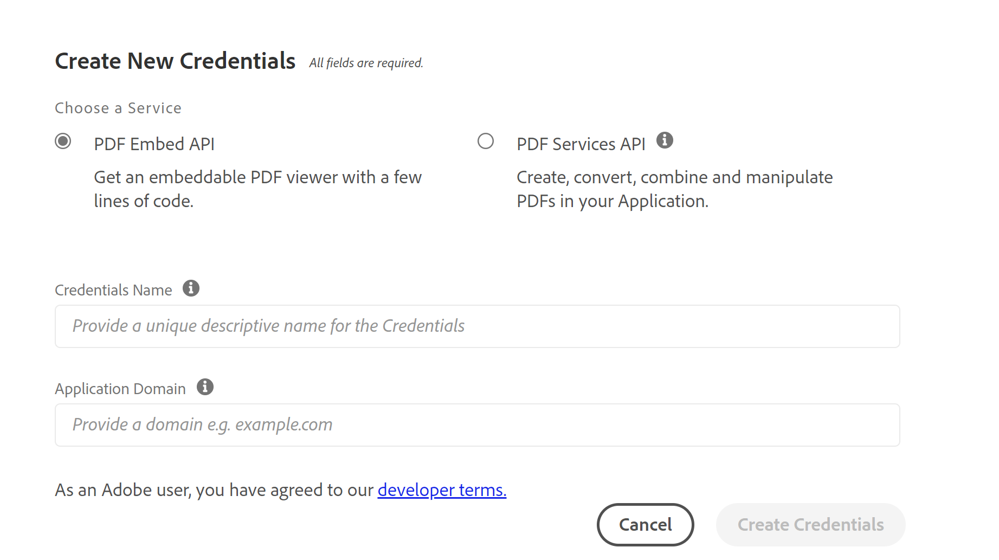 Create New Credentials All fields are required.
Choose a Service
PDF Embed API
Get an embeddable PDF viewer with a few
lines of code.
PDF Services API
Create, convert, combine and manipulate
PDFs in your Application.
Credentials Name
Provide a unique descriptive name for the Credentials
Application Domain
Provide a domain e.g. example.com
As an Adobe user, you have agreed to our developer terms.
Cancel
Create Credentials